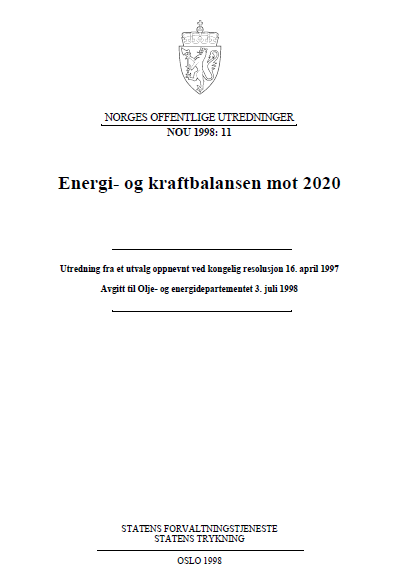 NORGES OFFENTLIGE UTREDNINGER
NOU 1998: 11
Energi- og kraftbalansen mot 2020
Utredning fra et utvalg oppnevnt ved kongelig resolusjon 16. april 1997
Avgitt til Olje- og energidepartementet 3. juli 1998
STATENS FORVALTNINGSTJENESTE
STATENS TRYKNING
OSLO 1998